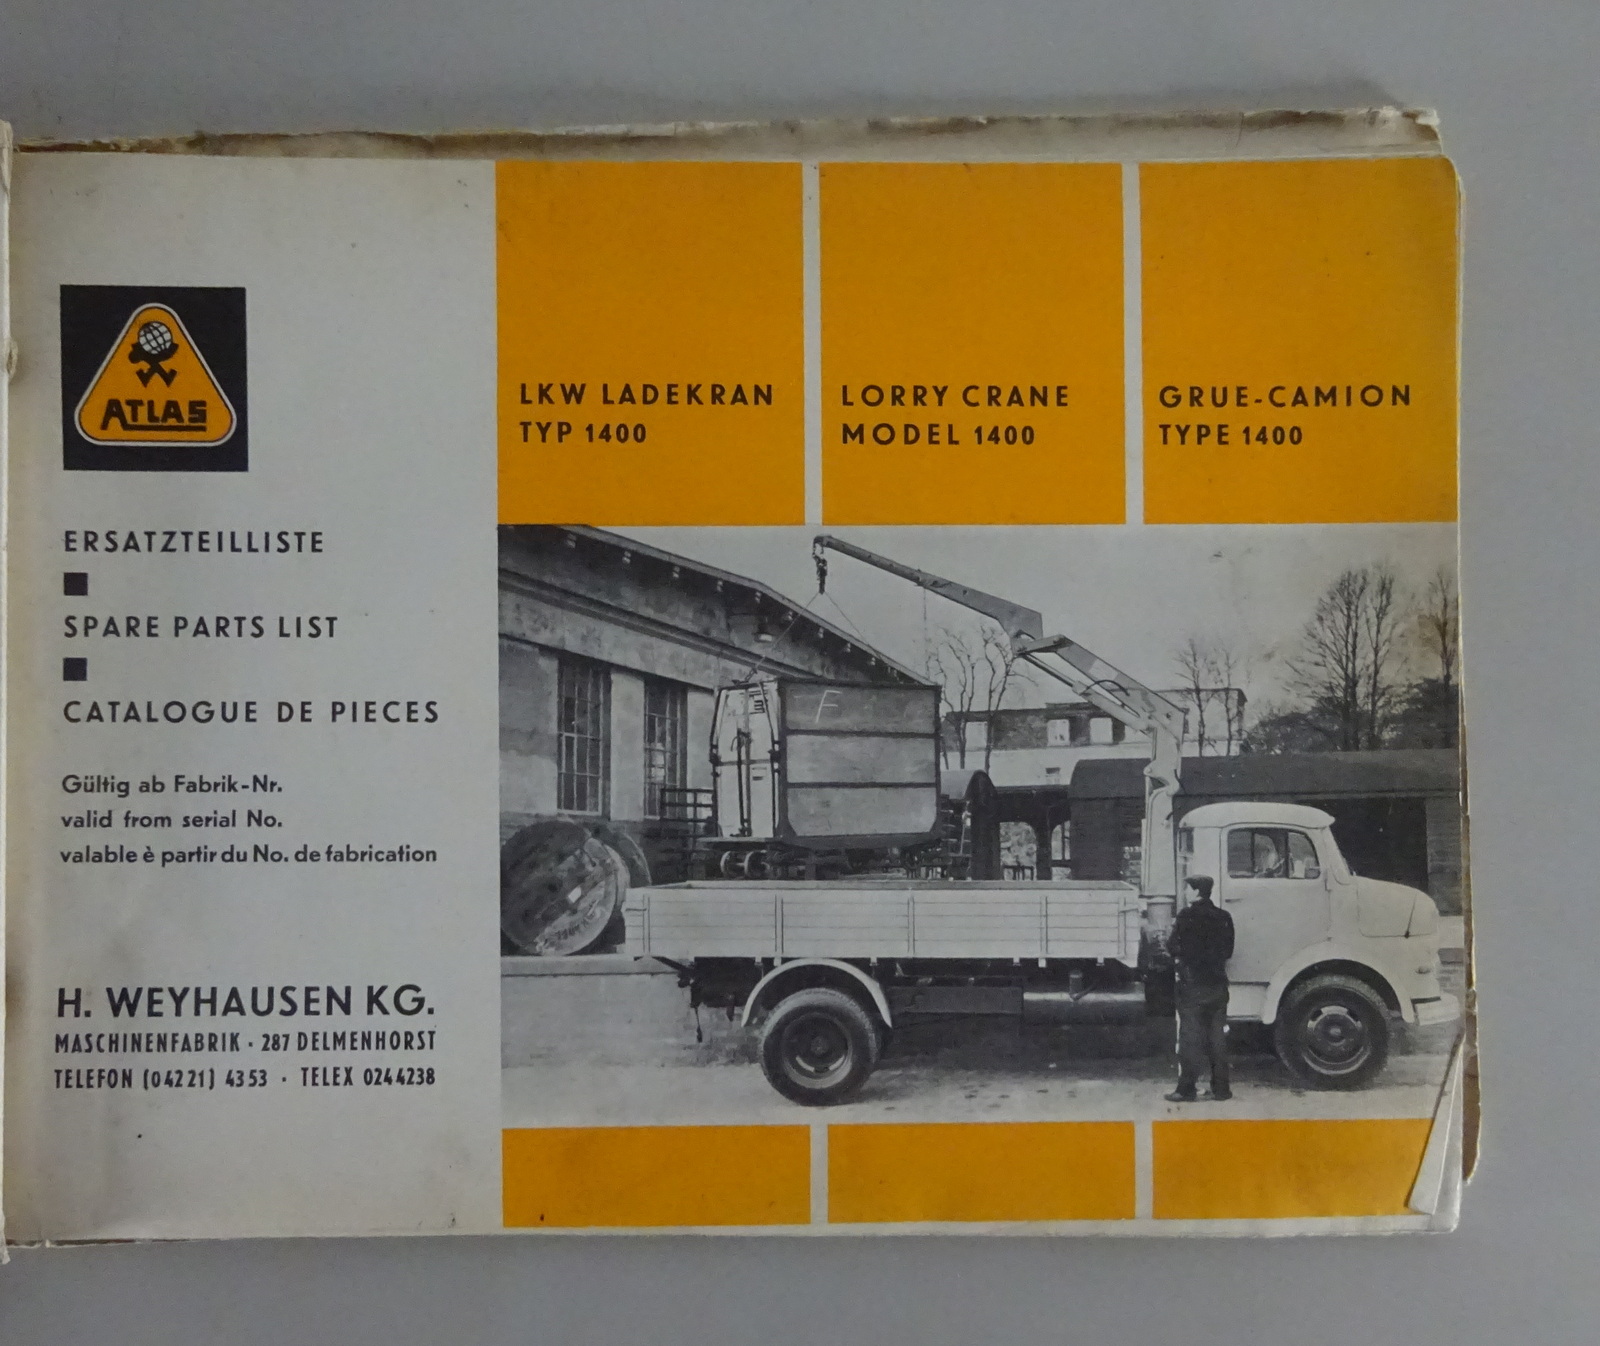 ATLAS
ERSATZTEILLISTE
SPARE PARTS LIST
CATALOGUE DE PIECES
Gültig ab Fabrik-Nr.
valid from serial No.
valable è partir du No. de fabrication
H. WEYHAUSEN KG.
MASCHINENFABRIK · 287 DELMENHORST
TELEFON (04221) 4353 · TELEX 0244238
LKW LADEKRAN
TYP 1400
LORRY CRANE
MODEL 1400
GRUE-CAMION
TYPE 1400
F